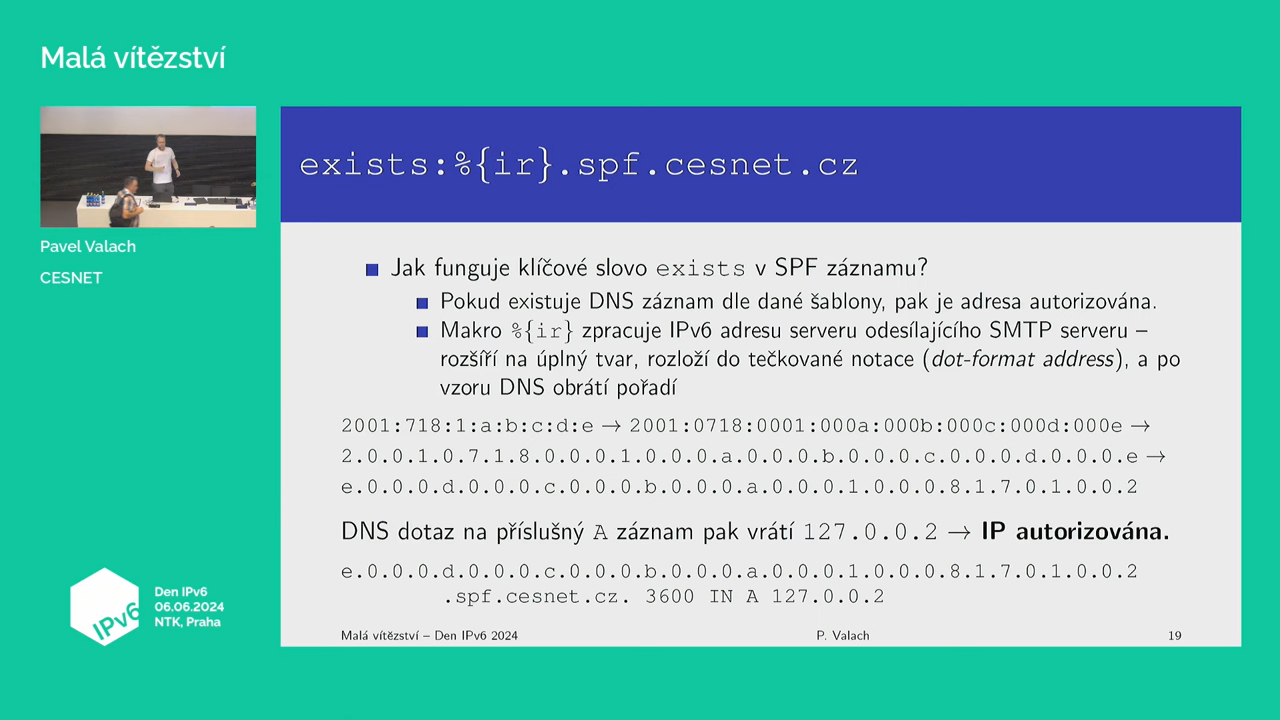 Malá vítězství
Pavel Valach
CESNET
exists:%{ir}.spf.cesnet.cz
Jak funguje klíčové slovo exists v SPF záznamu?
Pokud existuje DNS záznam dle dané šablony, pak je adresa autorizována.
Makro %{ir} zpracuje IPv6 adresu serveru odesílajícího SMTP serveru –
rozšíří na úplný tvar, rozloží do tečkované notace (dot-format address), a po
vzoru DNS obrátí pořadí
2001:718:1:a:b:c:d:e → 2001:0718:0001:000a:000b:000c:000d:000e →
2.0.0.1.0.7.1.8.0.0.0.1.0.0.0.a.0.0.0.b.0.0.0.c.0.0.0.d.0.0.0.e →
e.0.0.0.d.0.0.0.c.0.0.0.b.0.0.0.a.0.0.0.1.0.0.0.8.1.7.0.1.0.0.2
DNS dotaz na příslušný A záznam pak vrátí 127.0.0.2 → IP autorizována.
e.0.0.0.d.0.0.0.c.0.0.0.b.0.0.0.a.0.0.0.1.0.0.0.8.1.7.0.1.0.0.2
.spf.cesnet.cz. 3600 IN A 127.0.0.2
Malá vítězství – Den IPv6 2024
P. Valach
19
IPv6
Den IPv6
06.06.2024
NTK, Praha